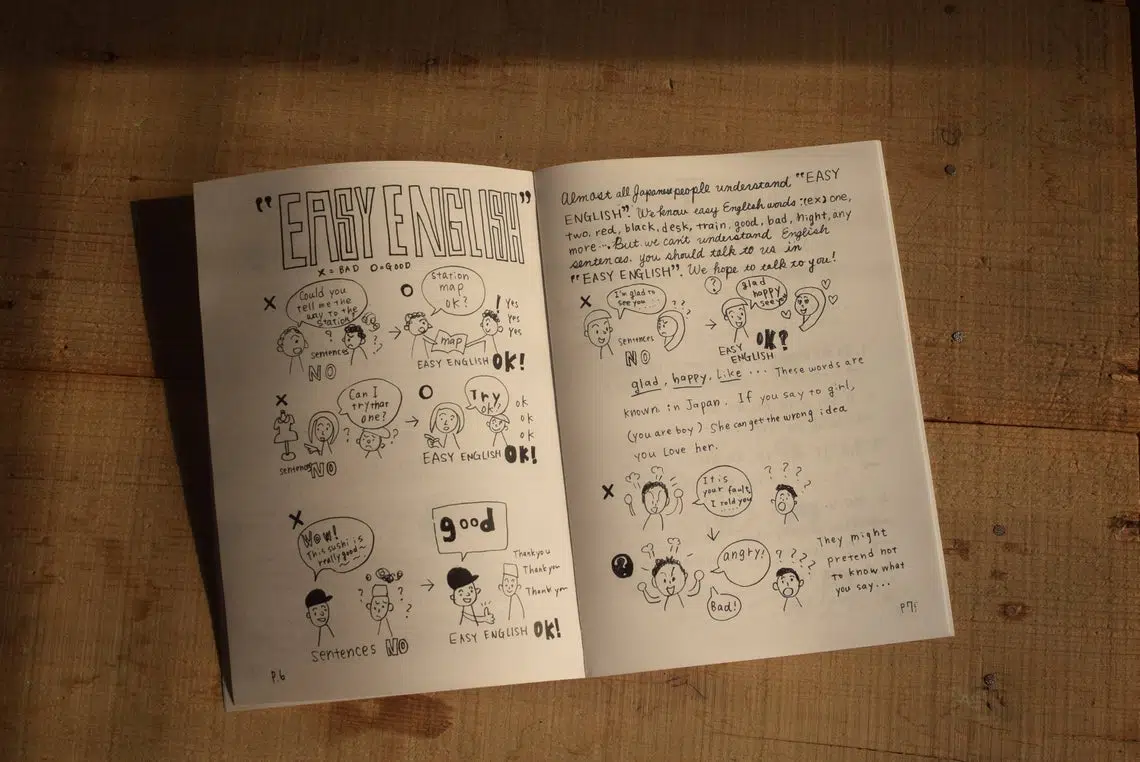 "EASY ENGLISH"
X = BAD O=GOOD
Could you
tell me the
way to the
station?
sentences
NO
station
map
OK?
map
Yes
Yes
Yes
EASY ENGLISH OK!
Can I
try that
one?
sentences NO
Try
ok?
ok
ok
ok
EASY ENGLISH OK!
Wow!
This sushi is
really good~
sentences NO
good
Thank you
Thank you
Thank you
EASY ENGLISH OK!
P.6
Almost all Japanese people understand "EASY
ENGLISH". We know easy English words :(ex) one,
two, red, black, desk, train, good, bad, hight, any
more.... But we can't understand English
sentences. you should talk to us in
"EASY ENGLISH". We hope to talk to you!
I'm glad to
see you
? ?
sentences
NO
?
glad
happy
see you
EASY
ENGLISH
OK?
glad, happy, Like ... These words are
known in Japan. If you say to girl,
(you are boy) She can get the wrong idea
you Love her.
It is
your fault,
I told you
? ? ?
?
angry!
Bad!
? ? ?
They might
pretend not
to know what
you say...
P7